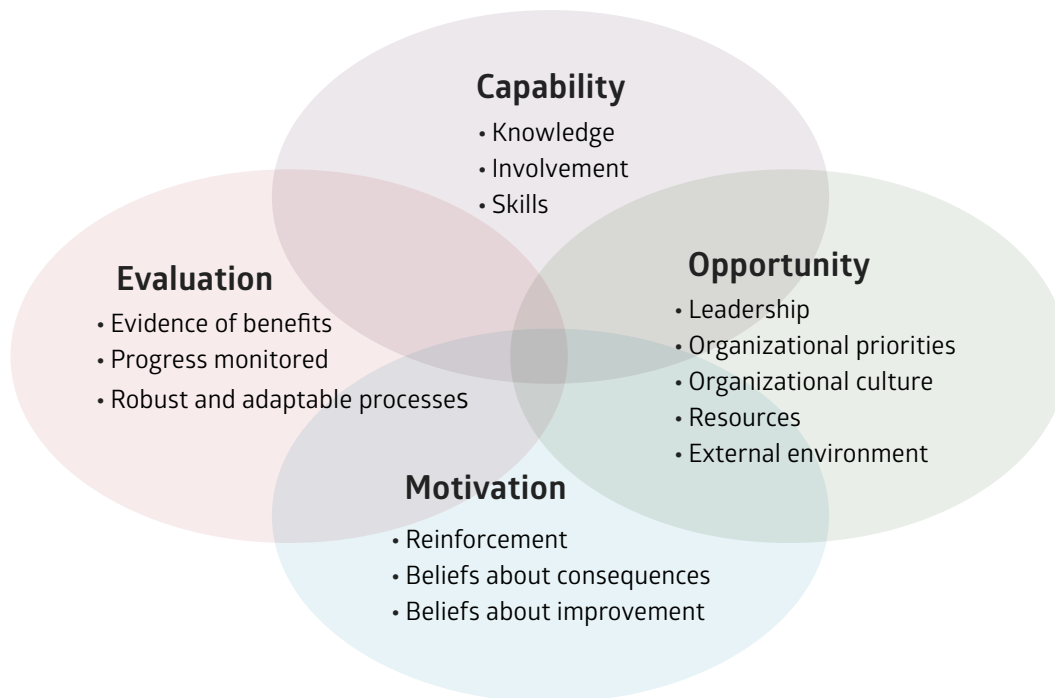 Capability
• Knowledge
• Involvement
• Skills
Evaluation
• Evidence of benefits
• Progress monitored
• Robust and adaptable processes
Opportunity
• Leadership
• Organizational priorities
• Organizational culture
• Resources
• External environment
Motivation
• Reinforcement
• Beliefs about consequences
• Beliefs about improvement